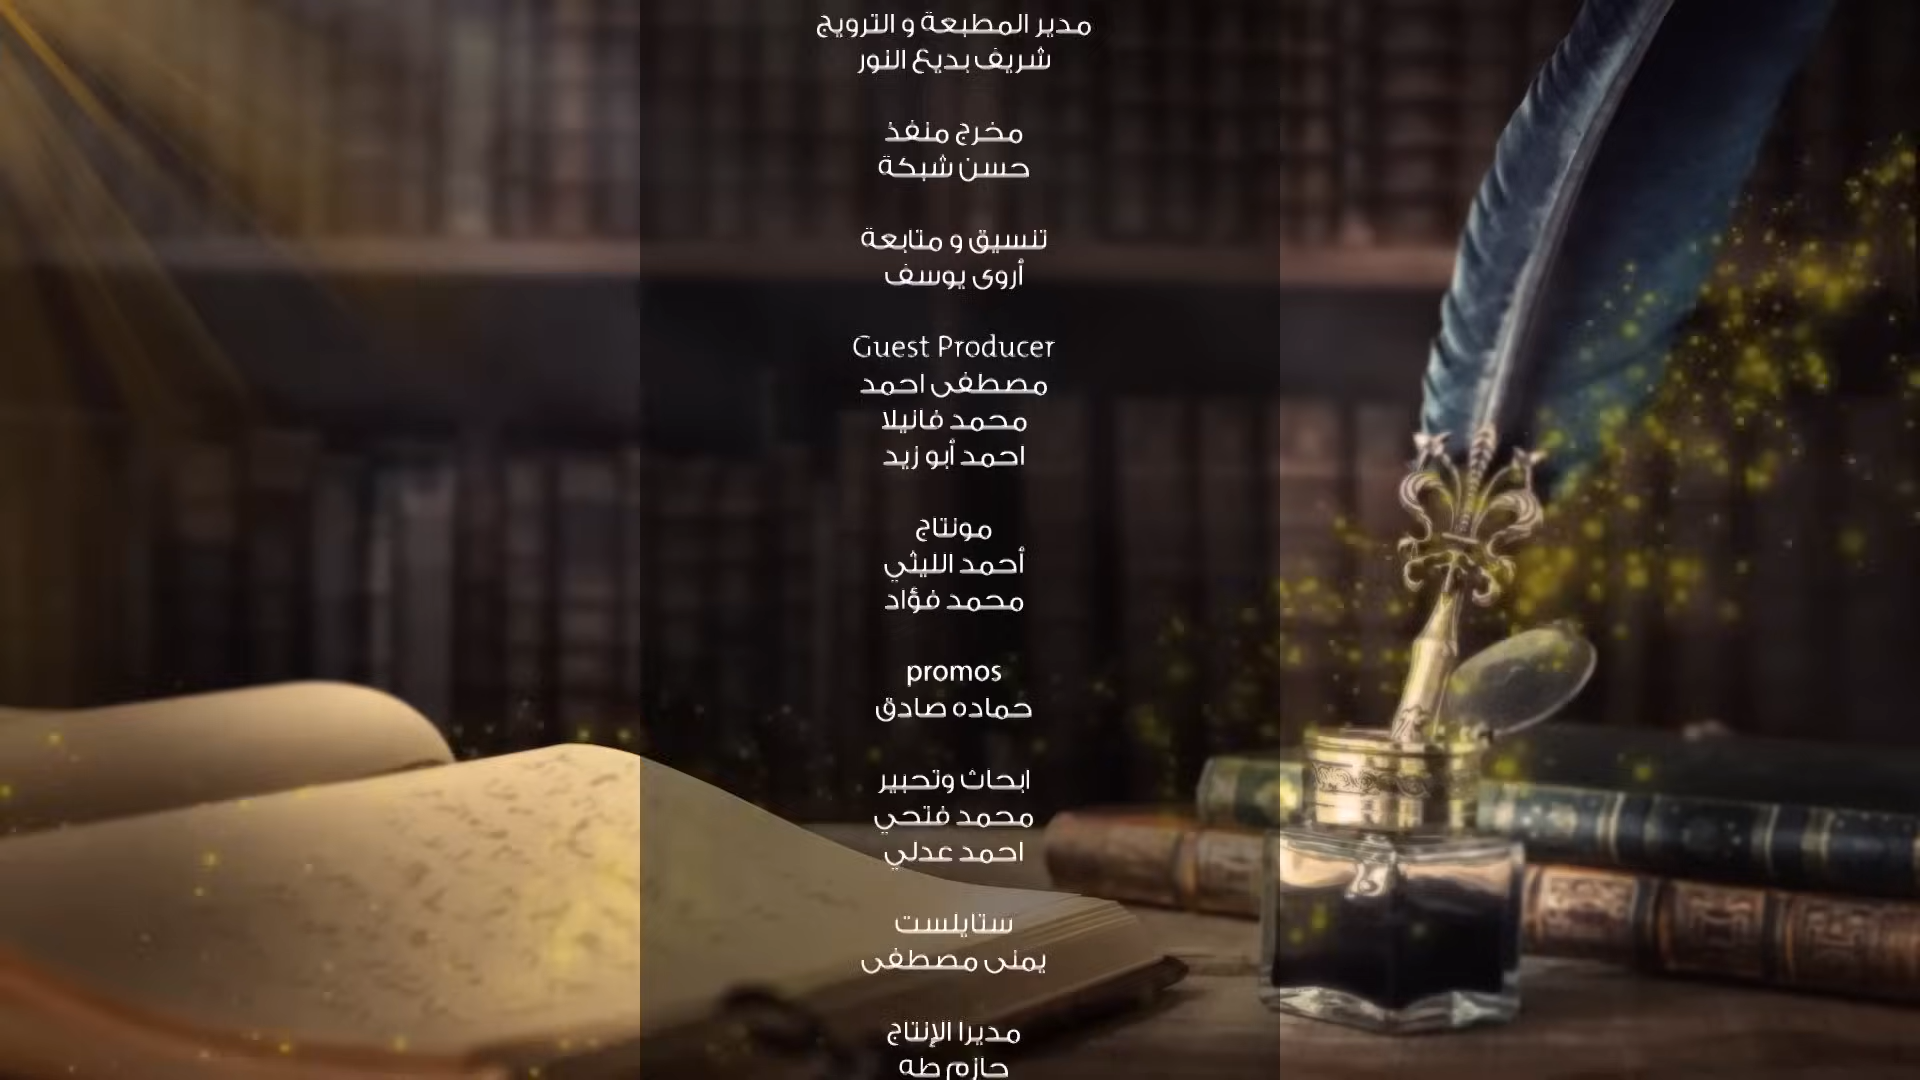 مدير المطبعة و الترويج
شريف بديع النور
مخرج منفذ
حسن شبكة
تنسيق و متابعة
أروى يوسف
Guest Producer
مصطفى احمد
محمد فانيلا
احمد أبو زيد
مونتاج
أحمد الليثي
محمد فؤاد
promos
حماده صادق
ابحاث وتحبير
محمد فتحي
احمد عدلي
ستايلست
يمنى مصطفى
مديرا الإنتاج
حازم طه